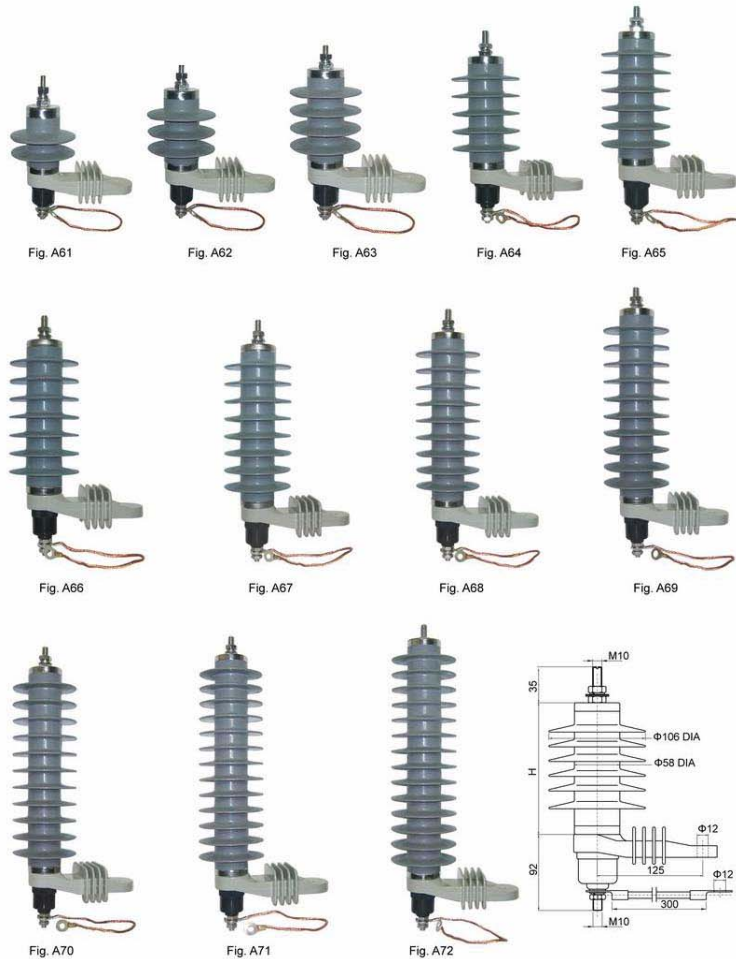 Fig. A61
Fig. A62
Fig. A63
Fig. A64
Fig. A65
Fig. A66
Fig. A67
Fig. A68
Fig. A69
M10
35
Φ106 DIA
Φ58 DIA
H
Φ12
125
92
Φ12
300
M10
Fig. A70
Fig. A71
Fig. A72